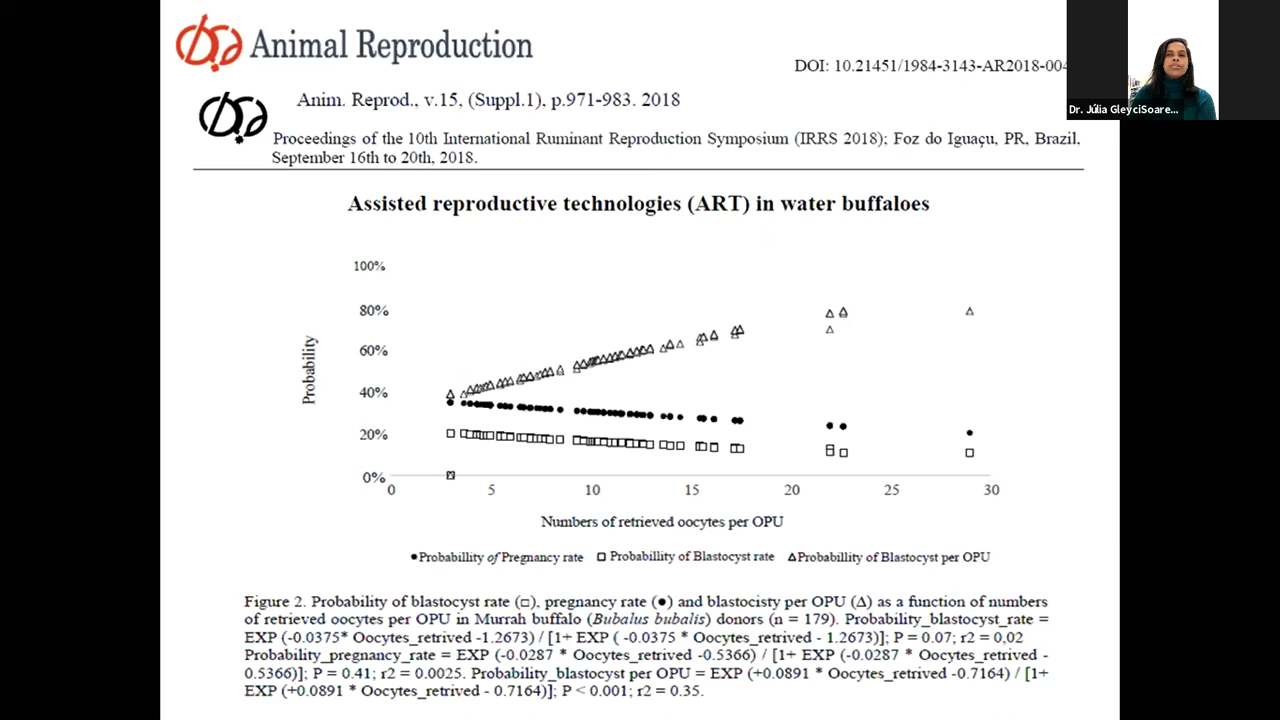 Animal Reproduction
DOI: 10.21451/1984-3143-AR2018-004
Dr. Júlia GleyciSoare...
Anim. Reprod., v.15, (Suppl.1), p.971-983. 2018
Proceedings of the 10th International Ruminant Reproduction Symposium (IRRS 2018); Foz do Iguaçu, PR, Brazil,
September 16th to 20th, 2018.
Assisted reproductive technologies (ART) in water buffaloes
100%
80%
60%
40%
20%
0%
Probability
0 5 10 15 20 25 30
Numbers of retrieved oocytes per OPU
●Probabillity of Pregnancy rate □ Probabillity of Blastocyst rate ΔProbabillity of Blastocyst per OPU
Figure 2. Probability of blastocyst rate (□), pregnancy rate (●) and blastocisty per OPU (Δ) as a function of numbers
of retrieved oocytes per OPU in Murrah buffalo (Bubalus bubalis) donors (n = 179). Probability_blastocyst_rate =
EXP (-0.0375* Oocytes_retrived -1.2673) / [1+ EXP ( -0.0375 * Oocytes_retrived - 1.2673)]; P = 0.07; r2 = 0,02
Probability_pregnancy_rate = EXP (-0.0287 * Oocytes_retrived -0.5366) / [1+ EXP (-0.0287 * Oocytes_retrived -
0.5366)]; P = 0.41; r2 = 0.0025. Probability_blastocyst per OPU = EXP (+0.0891 * Oocytes_retrived -0.7164) / [1+
EXP (+0.0891 * Oocytes_retrived - 0.7164)]; P < 0.001; r2 = 0.35.